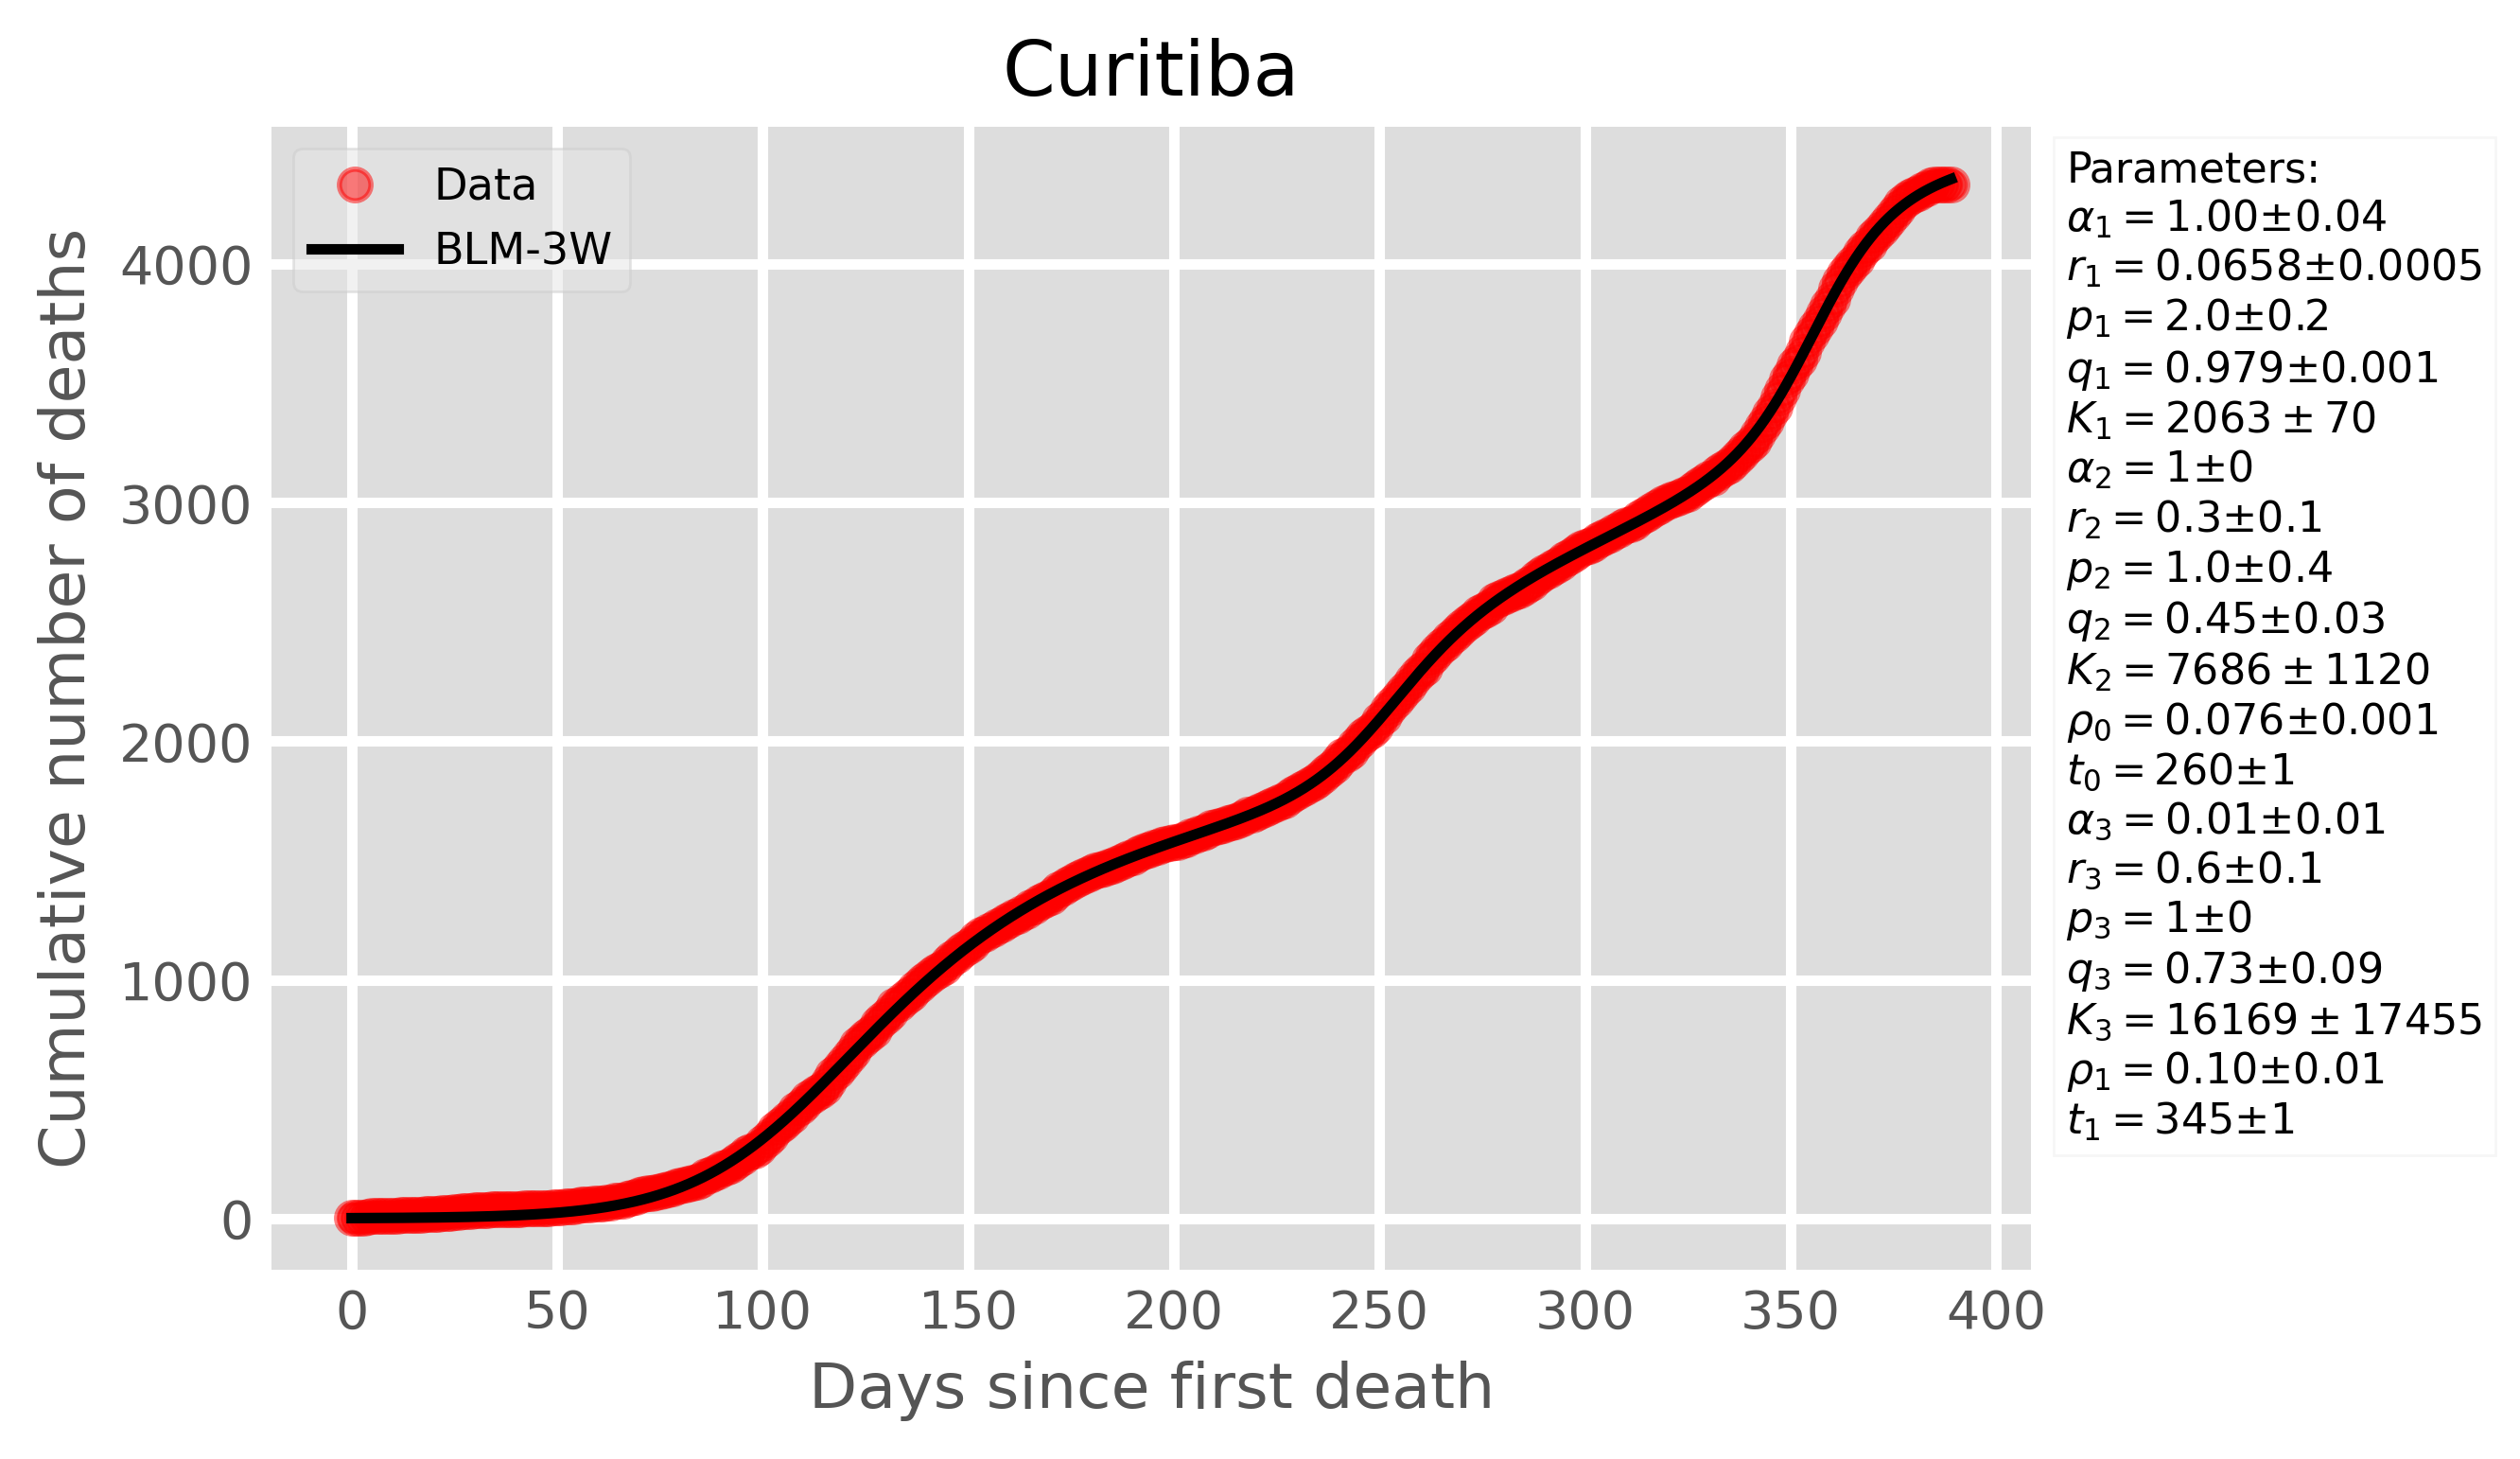 Curitiba
Data
BLM-3W
Cumulative number of deaths
4000
3000
2000
1000
0
0 50 100 150 200 250 300 350 400
Days since first death
Parameters:
α₁ = 1.00±0.04
r₁ = 0.0658±0.0005
p₁ = 2.0±0.2
q₁ = 0.979±0.001
K₁ = 2063 ± 70
α₂ = 1±0
r₂ = 0.3±0.1
p₂ = 1.0±0.4
q₂ = 0.45±0.03
K₂ = 7686 ± 1120
ρ₀ = 0.076±0.001
t₀ = 260±1
α₃ = 0.01±0.01
r₃ = 0.6±0.1
p₃ = 1±0
q₃ = 0.73±0.09
K₃ = 16169 ± 17455
ρ₁ = 0.10±0.01
t₁ = 345±1